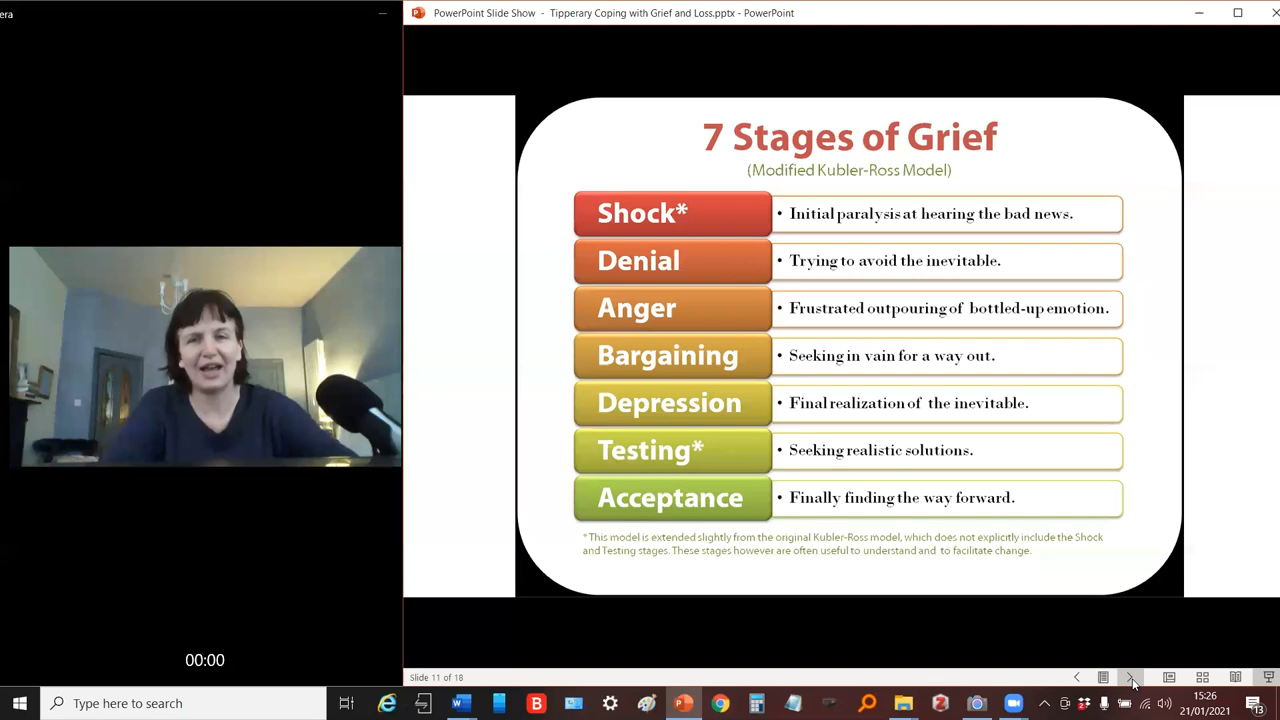 era
PowerPoint Slide Show - Tipperary Coping with Grief and Loss.pptx - PowerPoint
7 Stages of Grief
(Modified Kubler-Ross Model)
Shock*
• Initial paralysis at hearing the bad news.
Denial
• Trying to avoid the inevitable.
Anger
• Frustrated outpouring of bottled-up emotion.
Bargaining
• Seeking in vain for a way out.
Depression
• Final realization of the inevitable.
Testing*
• Seeking realistic solutions.
Acceptance
• Finally finding the way forward.
*This model is extended slightly from the original Kubler-Ross model, which does not explicitly include the Shock
and Testing stages. These stages however are often useful to understand and to facilitate change.
00:00
Slide 11 of 18
Type here to search
15:26
21/01/2021
13